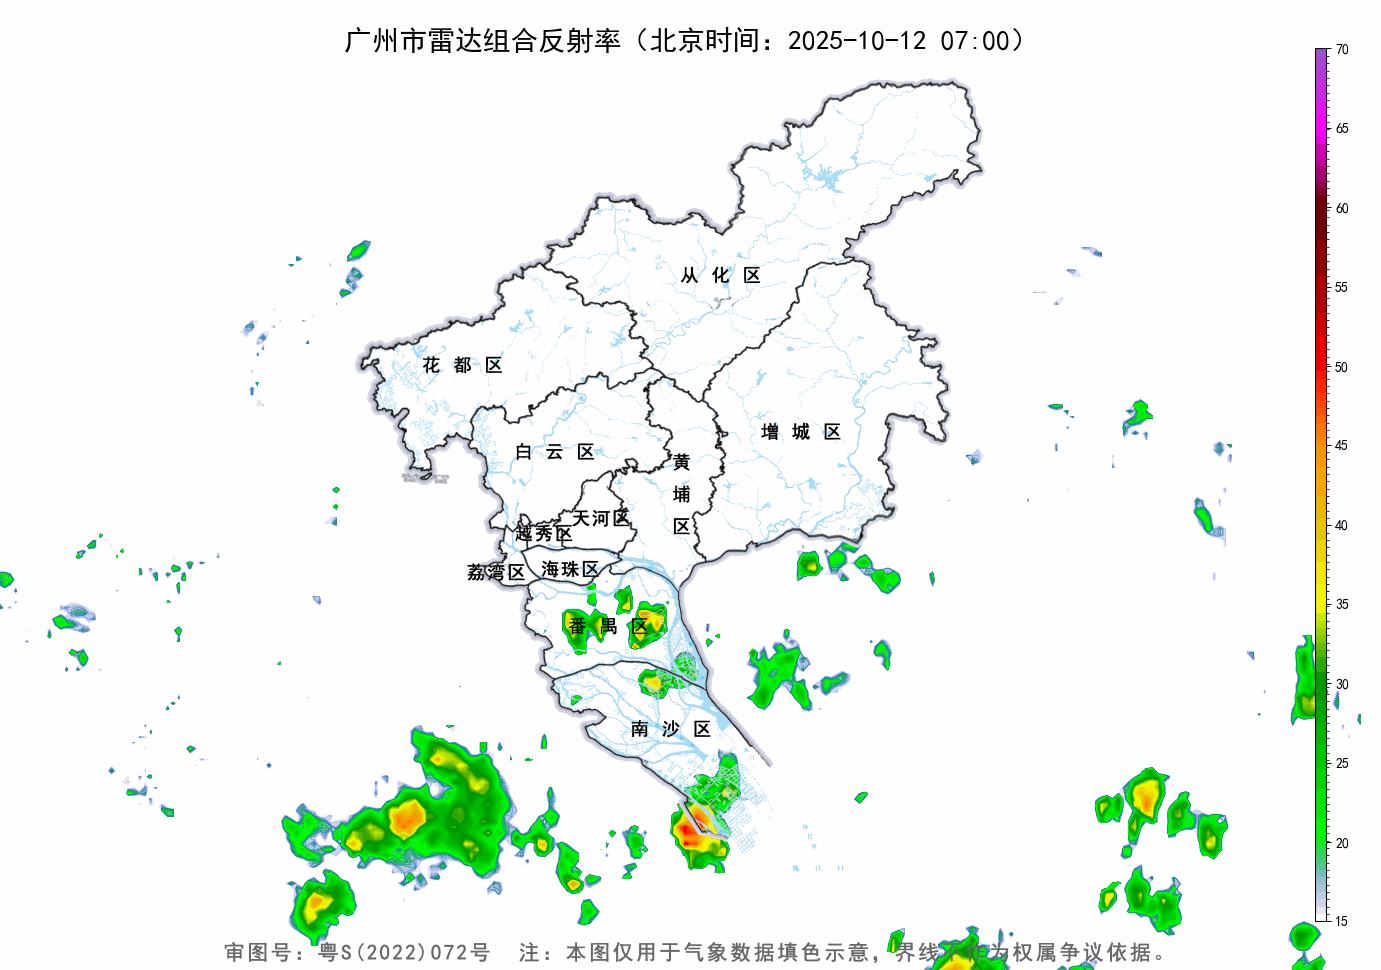 广州市雷达组合反射率（北京时间：2025-10-12 07:00）
70
65
60
55
50
45
40
35
30
25
20
15
从化区
花都区
增城区
白云区
黄埔区
天河区
越秀区
海珠区
荔湾区
番禺区
南沙区
审图号：粤S(2022)072号 注：本图仅用于气象数据填色示意，界线不作为权属争议依据。